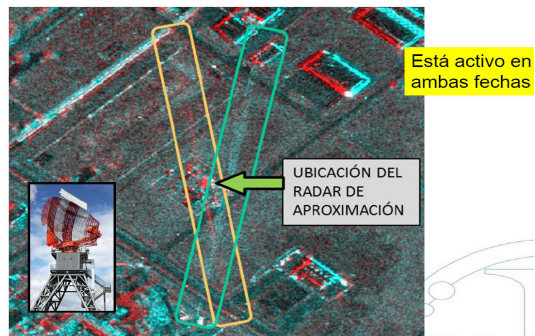 Está activo en
ambas fechas
UBICACIÓN DEL
RADAR DE
APROXIMACIÓN